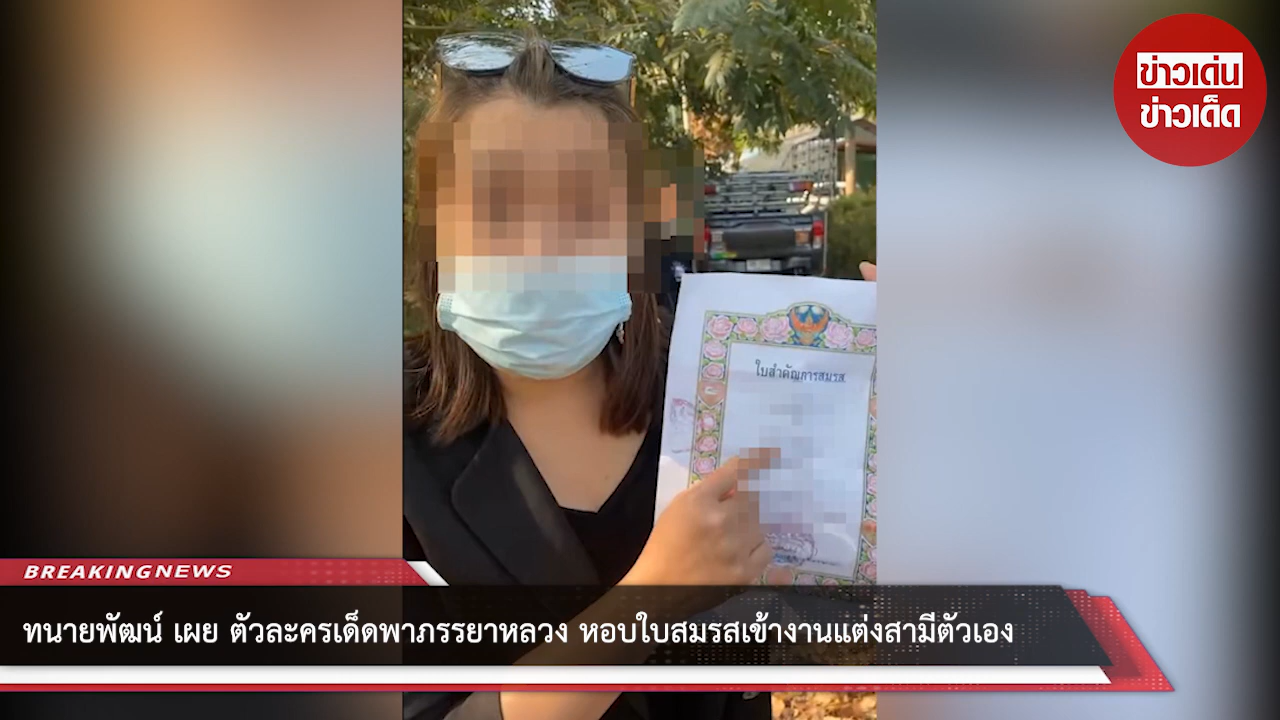 ข่าวเด่น
ข่าวเด็ด
ใบสำคัญการสมรส
BREAKING NEWS
ทนายพัฒน์ เผย ตัวละครเด็ดพาภรรยาหลวง หอบใบสมรสเข้างานแต่งสามีตัวเอง